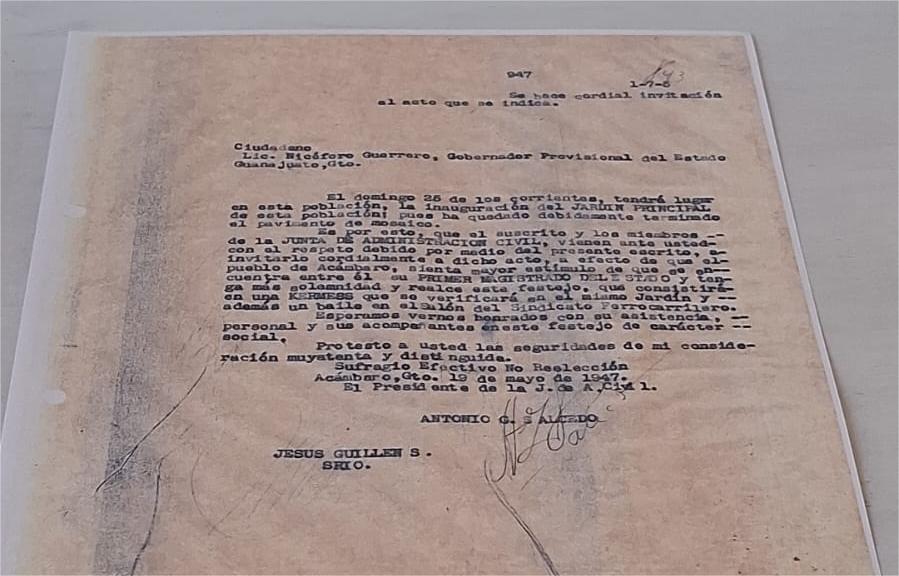 947
1-7-6
Se hace cordial invitación
al acto que se indica.
Ciudadano
Lic. Nicéforo Guerrero, Gobernador Provisional del Estado
Guanajuato,Gto.
El domingo 25 de los corrientes, tendrá lugar
en esta población, la inauguración del JARDIN PRINCIPAL
de esta población; pues ha quedado debidamente terminado
el pavimento de mosaico.
Es por esto, que el suscrito y los miembros --
de la JUNTA DE ADMINISTRACION CIVIL, vienen ante usted-
con el respeto debido por medio del presente escrito, a-
invitarlo cordialmente a dicho acto, a efecto de que el-
pueblo de Acámbaro, sienta mayor estímulo de que se en--
cuentra entre él su PRIMER MAGISTRADO DEL ESTADO y ten-
ga más solemnidad y realce este festejo, que consistirá-
en una KERMESS que se verificará en el mismo Jardín y --
además un baile en el Salón del Sindicato Ferrocarrilero.
Esperamos vernos honrados con su asistencia, --
personal y sus acompañantes eneste festejo de carácter --
social.
Protesto a usted las seguridades de mi conside-
ración muyatenta y distinguida.
Sufragio Efectivo No Reelección
Acámbaro,Gto. 19 de mayo de 1947.
El Presidente de la J. de A.Civil.
ANTONIO G. SALCEDO
JESUS GUILLEN S.
SRIO.